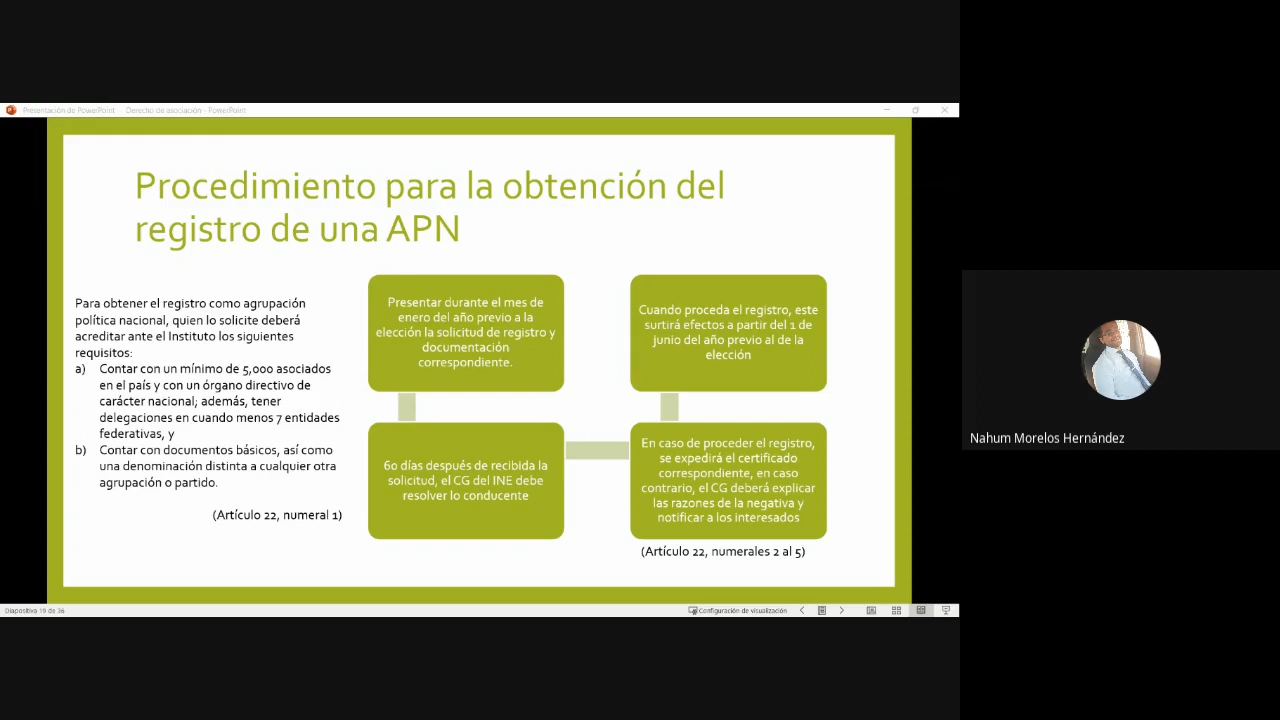 Presentación de PowerPoint - Derecho de asociación - PowerPoint
Procedimiento para la obtención del
registro de una APN
Para obtener el registro como agrupación
política nacional, quien lo solicite deberá
acreditar ante el Instituto los siguientes
requisitos:
a) Contar con un mínimo de 5,000 asociados
en el país y con un órgano directivo de
carácter nacional; además, tener
delegaciones en cuando menos 7 entidades
federativas, y
b) Contar con documentos básicos, así como
una denominación distinta a cualquier otra
agrupación o partido.
(Artículo 22, numeral 1)
Presentar durante el mes de
enero del año previo a la
elección la solicitud de registro y
documentación
correspondiente.
60 días después de recibida la
solicitud, el CG del INE debe
resolver lo conducente
En caso de proceder el registro,
se expedirá el certificado
correspondiente, en caso
contrario, el CG deberá explicar
las razones de la negativa y
notificar a los interesados
Cuando proceda el registro, este
surtirá efectos a partir del 1 de
junio del año previo al de la
elección
(Artículo 22, numerales 2 al 5)
Diapositiva 19 de 36
Configuración de visualización
Nahum Morelos Hernández